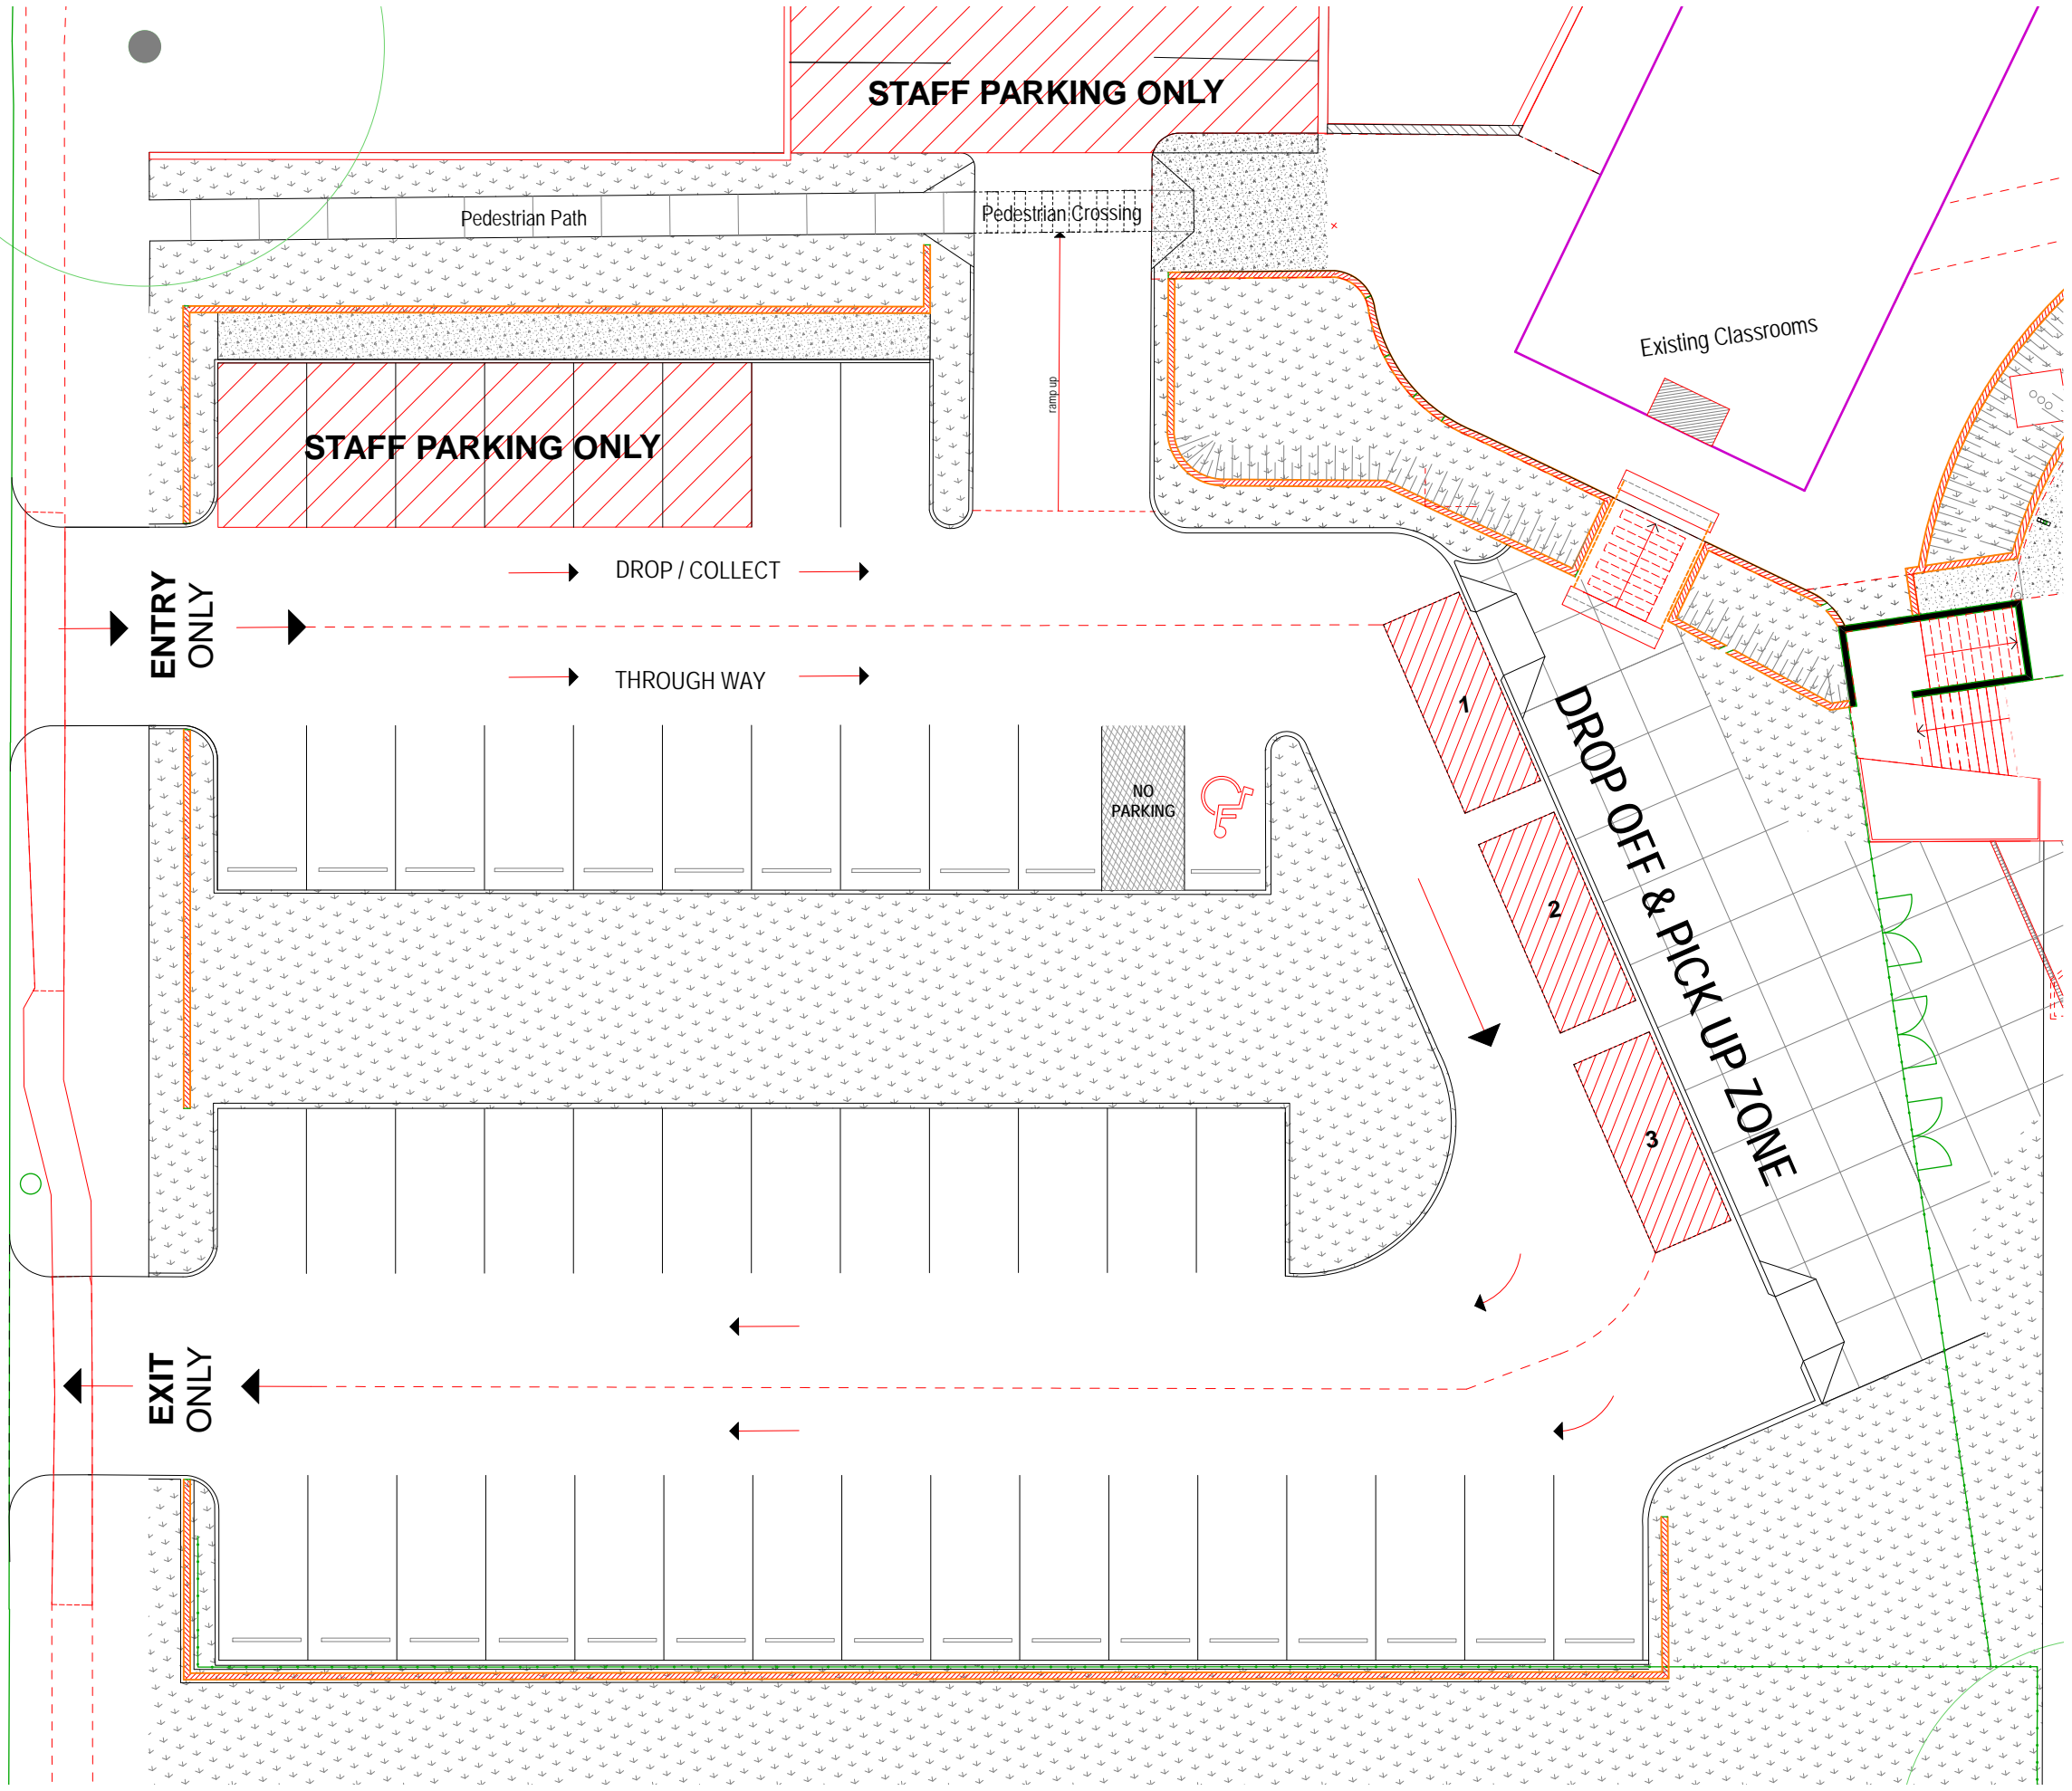 STAFF PARKING ONLY
Pedestrian Path
Pedestrian Crossing
Existing Classrooms
ramp up
STAFF PARKING ONLY
DROP / COLLECT
ENTRY
ONLY
THROUGH WAY
1
DROP OFF & PICK UP ZONE
NO
PARKING
2
3
EXIT
ONLY